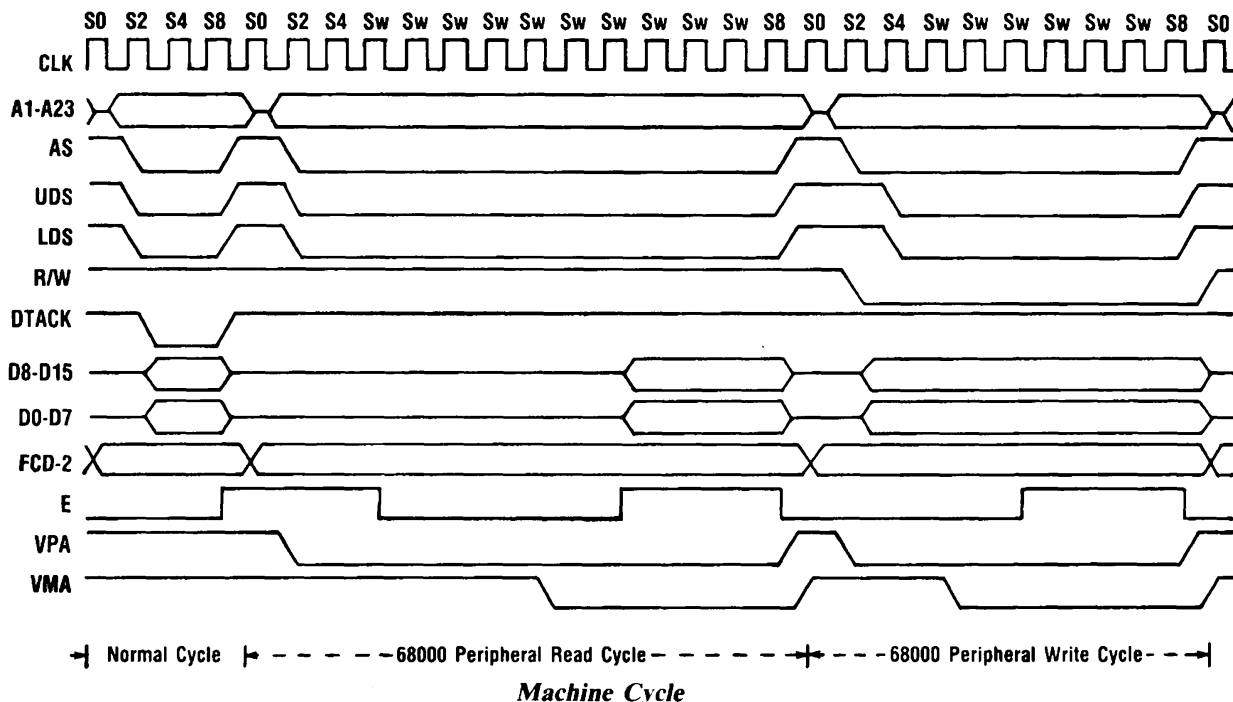 S0 S2 S4 S8 S0 S2 S4 Sw Sw Sw Sw Sw Sw Sw Sw Sw Sw S8 S0 S2 S4 Sw Sw Sw Sw Sw Sw S8 S0
CLK
A1-A23
AS
UDS
LDS
R/W
DTACK
D8-D15
D0-D7
FCD-2
E
VPA
VMA
Normal Cycle 68000 Peripheral Read Cycle 68000 Peripheral Write Cycle
Machine Cycle